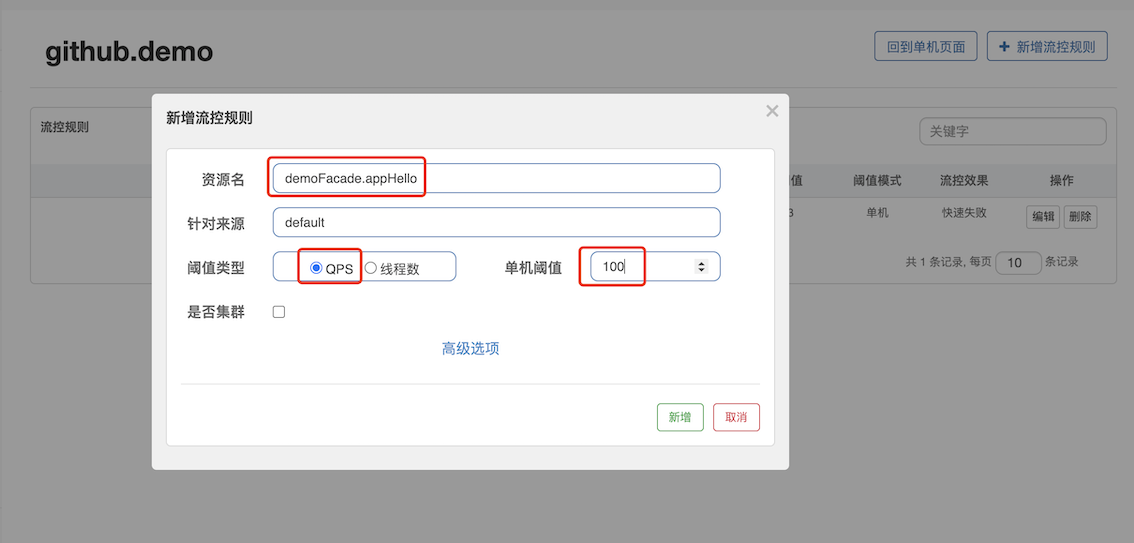 github.demo
回到单机页面
新增流控规则
流控规则
关键字
值
阈值模式
流控效果
操作
单机
快速失败
编辑
删除
共 1 条记录, 每页 10 条记录
新增流控规则
资源名 demoFacade.appHello
针对来源 default
阈值类型 QPS 线程数 单机阈值 100
是否集群
高级选项
新增 取消